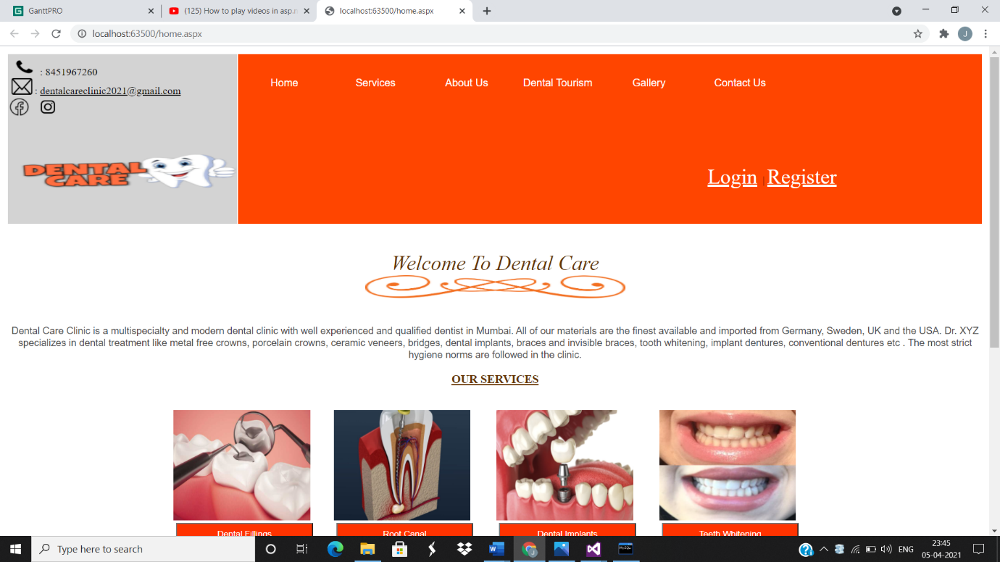 GanttPRO
(125) How to play videos in asp.n
localhost:63500/home.aspx
localhost:63500/home.aspx
J
: 8451967260
: dentalcareclinic2021@gmail.com
DENTAL
CARE
Home Services About Us Dental Tourism Gallery Contact Us
Login | Register
Welcome To Dental Care
Dental Care Clinic is a multispecialty and modern dental clinic with well experienced and qualified dentist in Mumbai. All of our materials are the finest available and imported from Germany, Sweden, UK and the USA. Dr. XYZ
specializes in dental treatment like metal free crowns, porcelain crowns, ceramic veneers, bridges, dental implants, braces and invisible braces, tooth whitening, implant dentures, conventional dentures etc . The most strict
hygiene norms are followed in the clinic.
OUR SERVICES
Dental Fillings Root Canal Dental Implants Teeth Whitening
Type here to search
ENG
23:45
05-04-2021